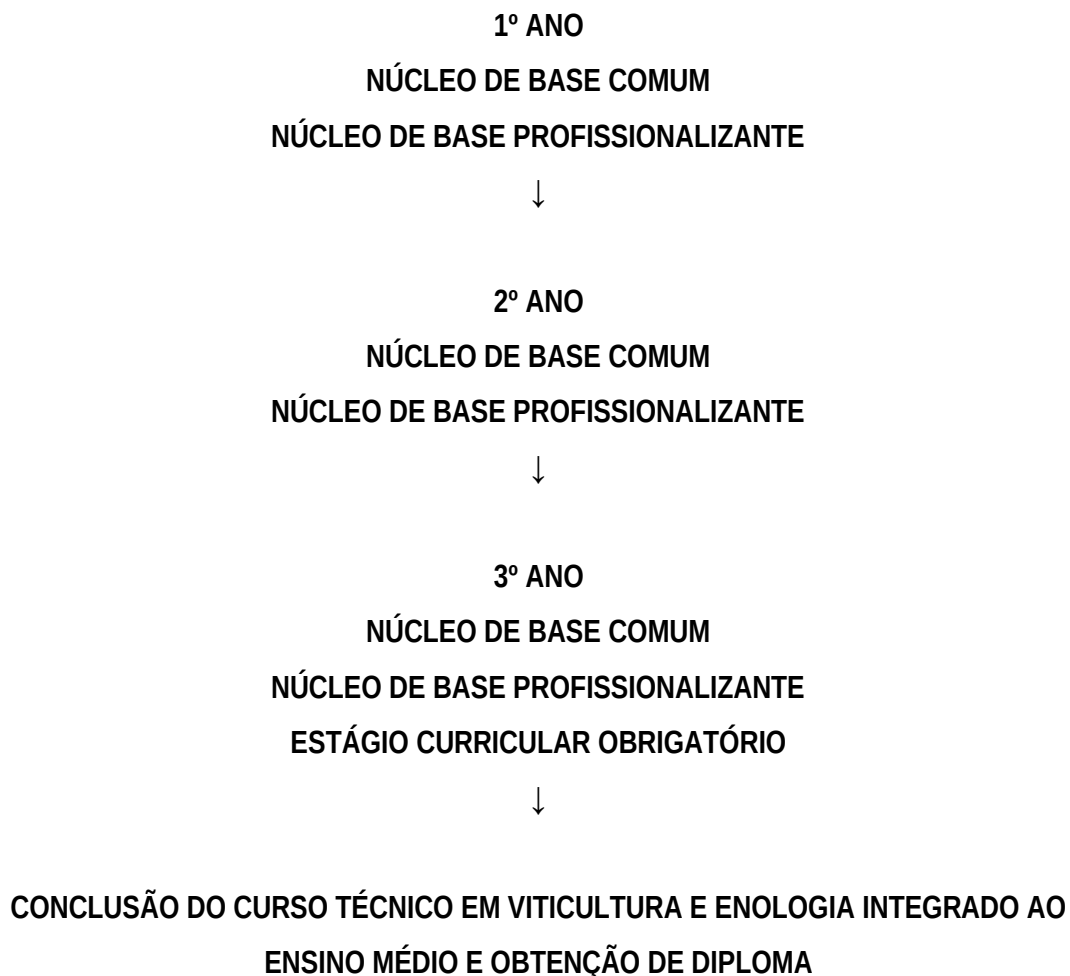 1º ANO
NÚCLEO DE BASE COMUM
NÚCLEO DE BASE PROFISSIONALIZANTE
↓
2º ANO
NÚCLEO DE BASE COMUM
NÚCLEO DE BASE PROFISSIONALIZANTE
↓
3º ANO
NÚCLEO DE BASE COMUM
NÚCLEO DE BASE PROFISSIONALIZANTE
ESTÁGIO CURRICULAR OBRIGATÓRIO
↓
CONCLUSÃO DO CURSO TÉCNICO EM VITICULTURA E ENOLOGIA INTEGRADO AO
ENSINO MÉDIO E OBTENÇÃO DE DIPLOMA